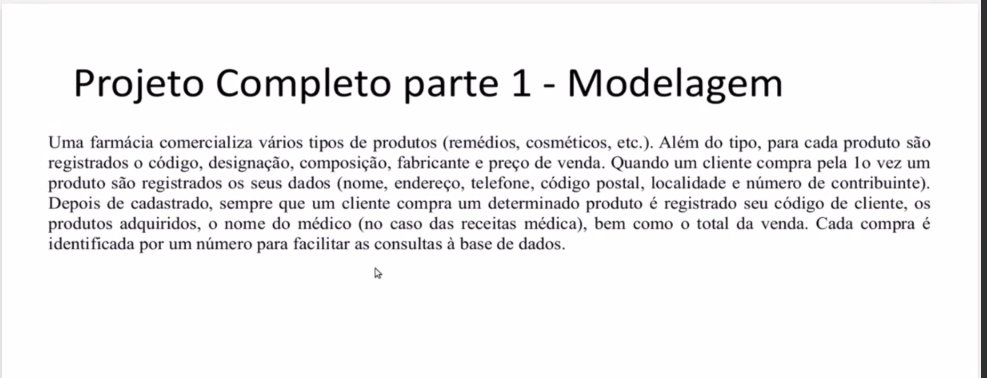 Projeto Completo parte 1 - Modelagem
Uma farmácia comercializa vários tipos de produtos (remédios, cosméticos, etc.). Além do tipo, para cada produto são
registrados o código, designação, composição, fabricante e preço de venda. Quando um cliente compra pela 1o vez um
produto são registrados os seus dados (nome, endereço, telefone, código postal, localidade e número de contribuinte).
Depois de cadastrado, sempre que um cliente compra um determinado produto é registrado seu código de cliente, os
produtos adquiridos, o nome do médico (no caso das receitas médica), bem como o total da venda. Cada compra é
identificada por um número para facilitar as consultas à base de dados.